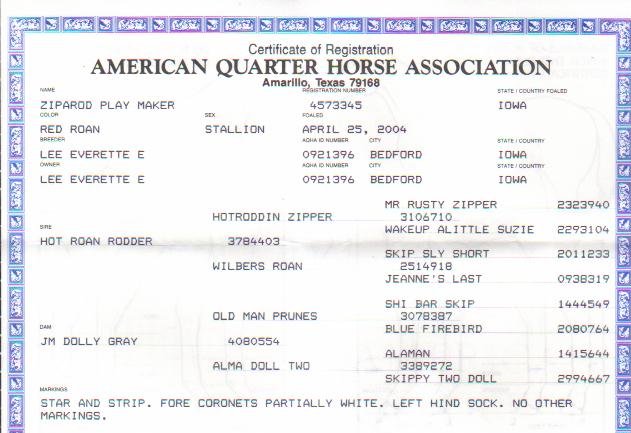 Certificate of Registration
AMERICAN QUARTER HORSE ASSOCIATION
Amarillo, Texas 79168
NAME REGISTRATION NUMBER STATE / COUNTRY FOALED
ZIPAROD PLAY MAKER 4573345 IOWA
COLOR SEX FOALED
RED ROAN STALLION APRIL 25, 2004
BREEDER AQHA ID NUMBER CITY STATE / COUNTRY
LEE EVERETTE E 0921396 BEDFORD IOWA
OWNER AQHA ID NUMBER CITY STATE / COUNTRY
LEE EVERETTE E 0921396 BEDFORD IOWA
MR RUSTY ZIPPER 2323940
HOTRODDIN ZIPPER 3106710
WAKEUP ALITTLE SUZIE 2293104
SIRE
HOT ROAN RODDER 3784403
SKIP SLY SHORT 2011233
WILBERS ROAN 2514918
JEANNE'S LAST 0938319
SHI BAR SKIP 1444549
OLD MAN PRUNES 3078387
BLUE FIREBIRD 2080764
DAM
JM DOLLY GRAY 4080554
ALAMAN 1415644
ALMA DOLL TWO 3389272
SKIPPY TWO DOLL 2994667
MARKINGS
STAR AND STRIP. FORE CORONETS PARTIALLY WHITE. LEFT HIND SOCK. NO OTHER
MARKINGS.